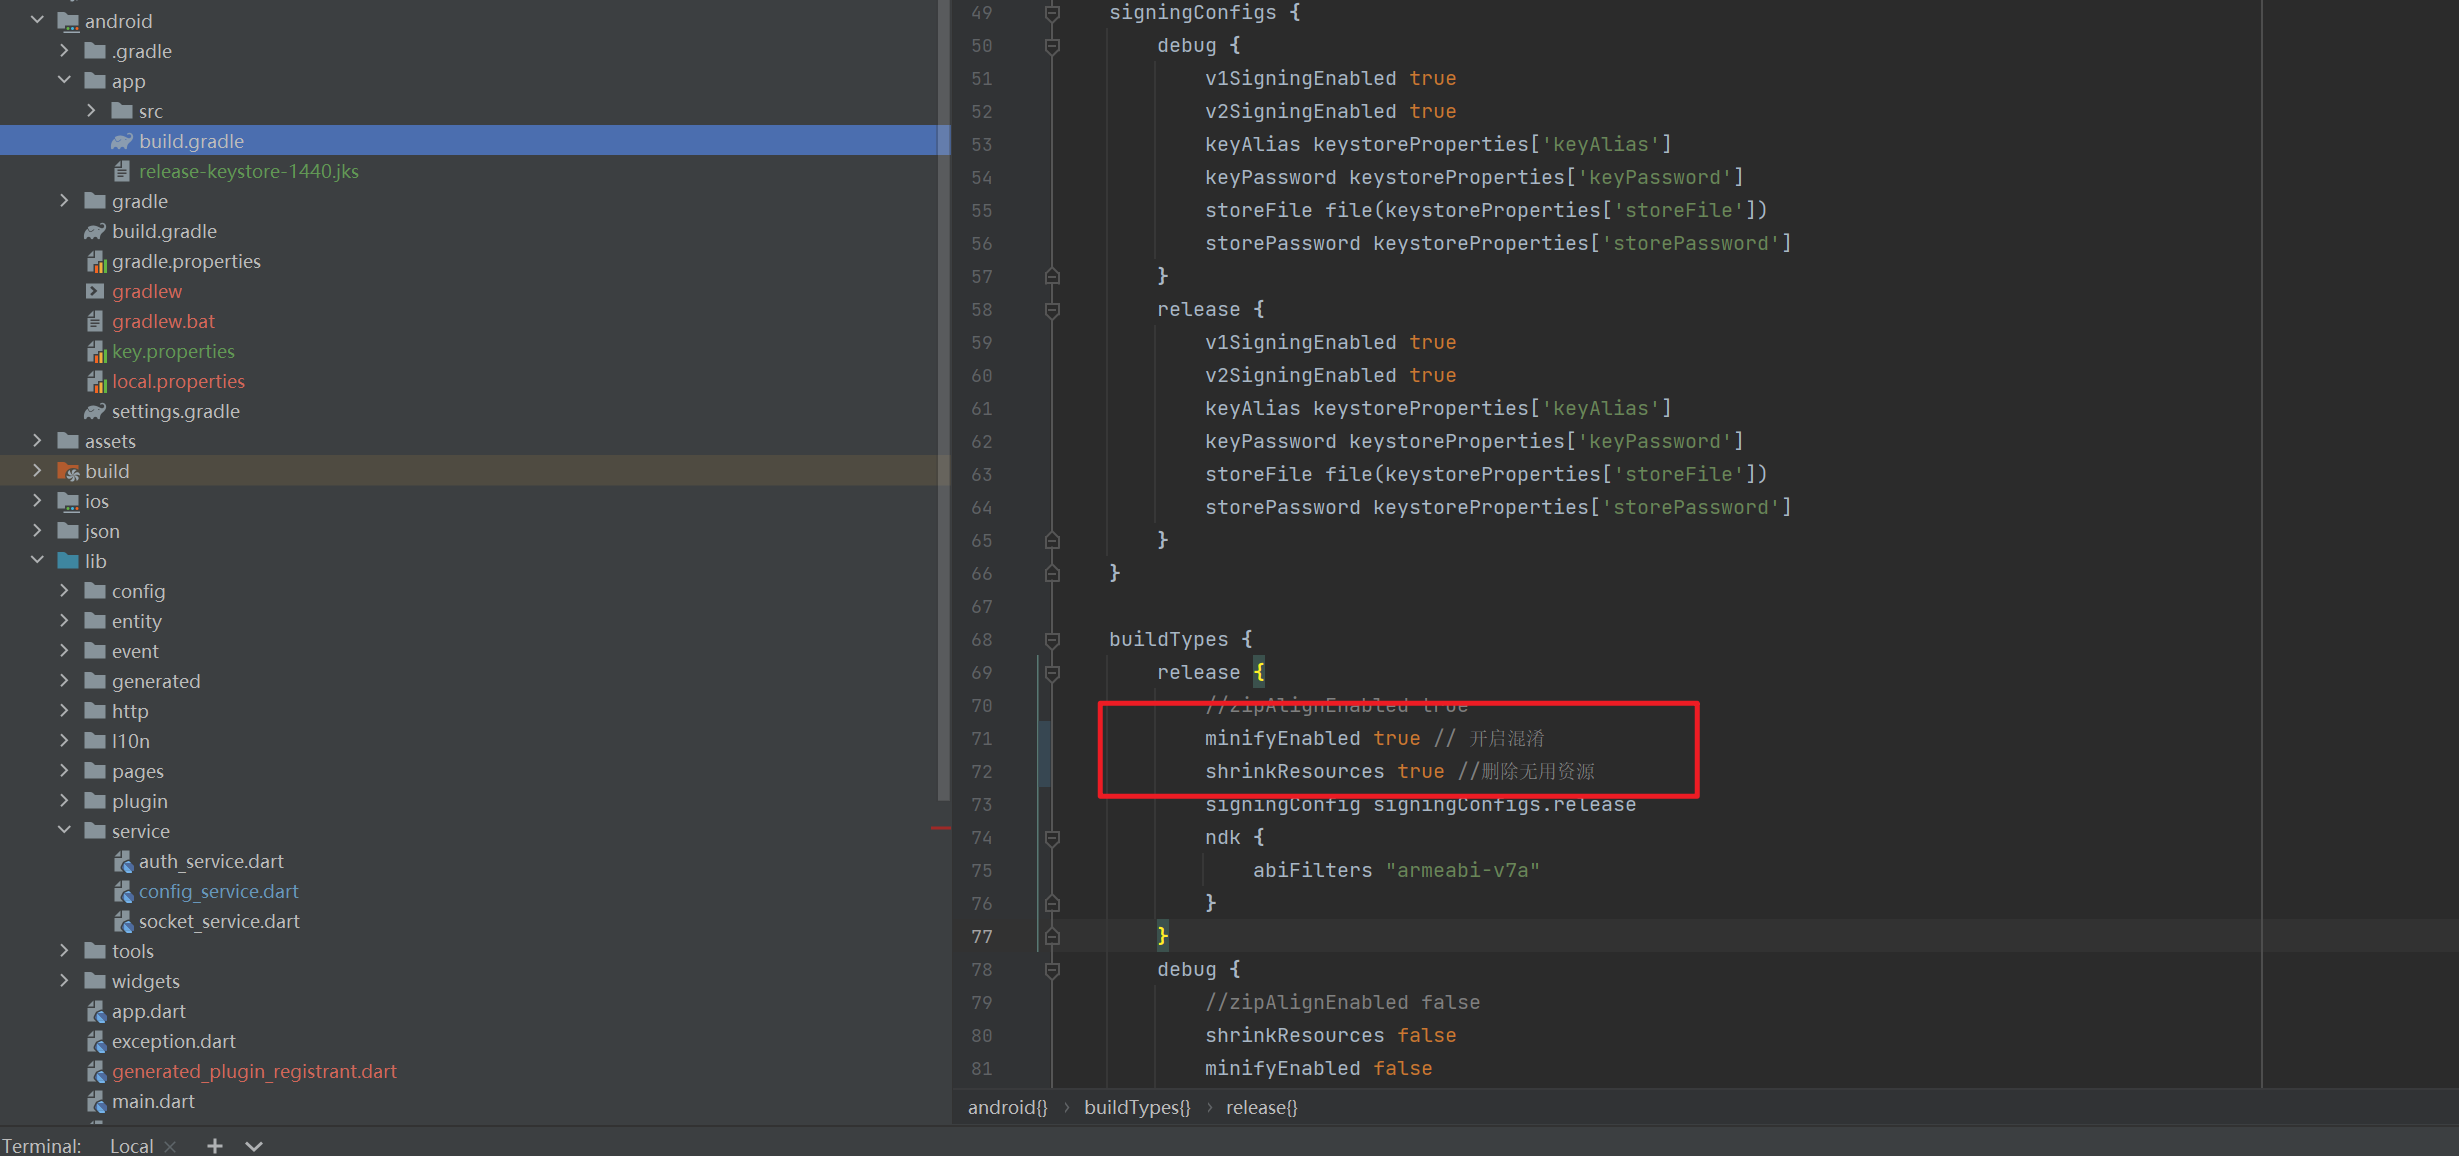 android
.gradle
app
src
build.gradle
release-keystore-1440.jks
gradle
build.gradle
gradle.properties
gradlew
gradlew.bat
key.properties
local.properties
settings.gradle
assets
build
ios
json
lib
config
entity
event
generated
http
l10n
pages
plugin
service
auth_service.dart
config_service.dart
socket_service.dart
tools
widgets
app.dart
exception.dart
generated_plugin_registrant.dart
main.dart
49 signingConfigs {
50 debug {
51 v1SigningEnabled true
52 v2SigningEnabled true
53 keyAlias keystoreProperties['keyAlias']
54 keyPassword keystoreProperties['keyPassword']
55 storeFile file(keystoreProperties['storeFile'])
56 storePassword keystoreProperties['storePassword']
57 }
58 release {
59 v1SigningEnabled true
60 v2SigningEnabled true
61 keyAlias keystoreProperties['keyAlias']
62 keyPassword keystoreProperties['keyPassword']
63 storeFile file(keystoreProperties['storeFile'])
64 storePassword keystoreProperties['storePassword']
65 }
66 }
67
68 buildTypes {
69 release {
70 //zipAlignEnabled true
71 minifyEnabled true // 开启混淆
72 shrinkResources true //删除无用资源
73 signingConfig signingConfigs.release
74 ndk {
75 abiFilters "armeabi-v7a"
76 }
77 }
78 debug {
79 //zipAlignEnabled false
80 shrinkResources false
81 minifyEnabled false
android{} › buildTypes{} › release{}
Terminal: Local × +